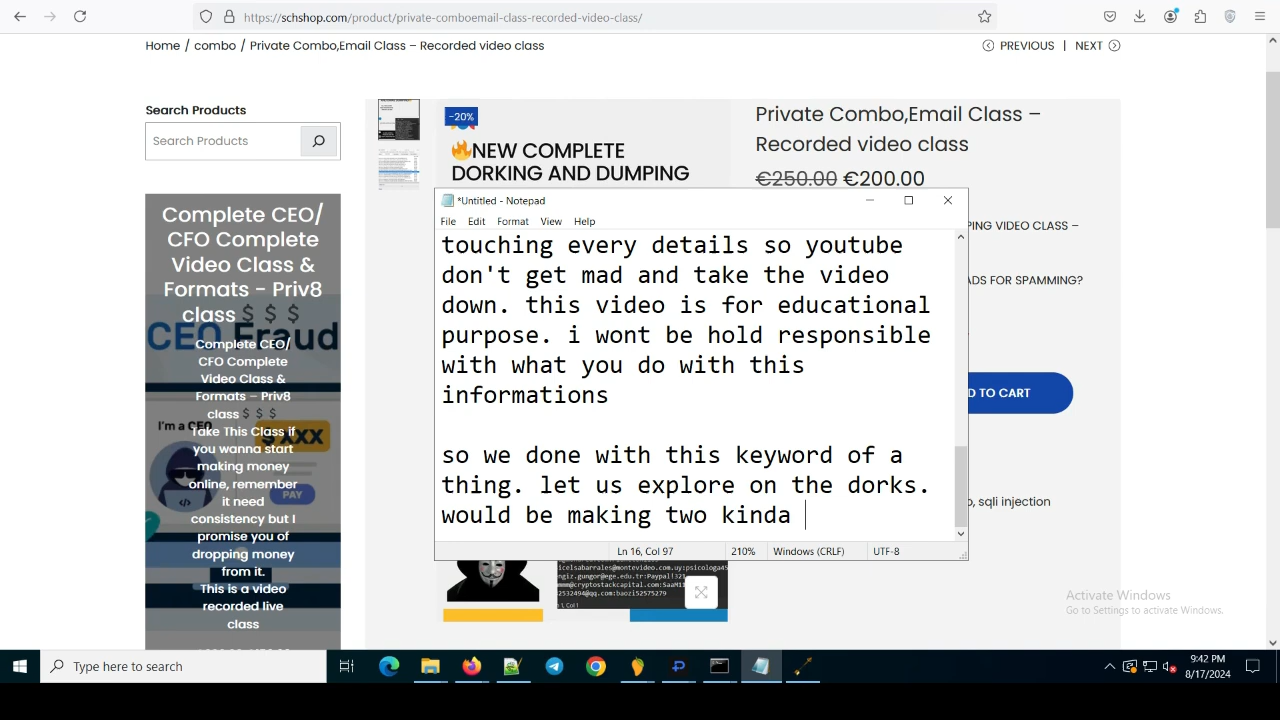 https://schshop.com/product/private-comboemail-class-recorded-video-class/
Home / combo / Private Combo,Email Class – Recorded video class
PREVIOUS | NEXT
Search Products
Search Products
Complete CEO/
CFO Complete
Video Class &
Formats - Priv8
class $ $ $
CEO Fraud
Complete CEO/
CFO Complete
Video Class &
Formats – Priv8
class $ $ $
I'm a CEO
$ XXX
Take This Class if
you wanna start
making money
online, remember
it need
consistency but I
PAY
promise you of
dropping money
from it.
This is a video
recorded live
class
-20%
🔥NEW COMPLETE
DORKING AND DUMPING
Private Combo,Email Class –
Recorded video class
€250.00 €200.00
PING VIDEO CLASS –
ADS FOR SPAMMING?
D TO CART
, sqli injection
*Untitled - Notepad
File Edit Format View Help
touching every details so youtube
don't get mad and take the video
down. this video is for educational
purpose. i wont be hold responsible
with what you do with this
informations
so we done with this keyword of a
thing. let us explore on the dorks.
would be making two kinda
Ln 16, Col 97 210% Windows (CRLF) UTF-8
Activate Windows
Go to Settings to activate Windows.
Type here to search
9:42 PM
8/17/2024